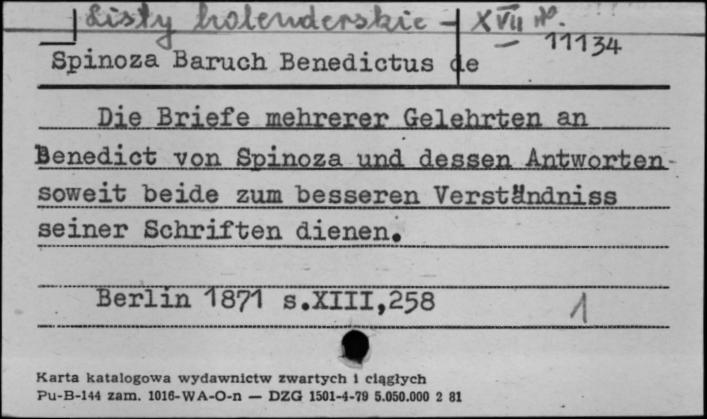 Listy holenderskie - XVII w.
11134
Spinoza Baruch Benedictus de
Die Briefe mehrerer Gelehrten an
Benedict von Spinoza und dessen Antworten-
soweit beide zum besseren Verständniss
seiner Schriften dienen.
Berlin 1871 s.XIII,258
1
Karta katalogowa wydawnictw zwartych i ciągłych
Pu-B-144 zam. 1016-WA-O-n — DZG 1501-4-79 5.050.000 2 81